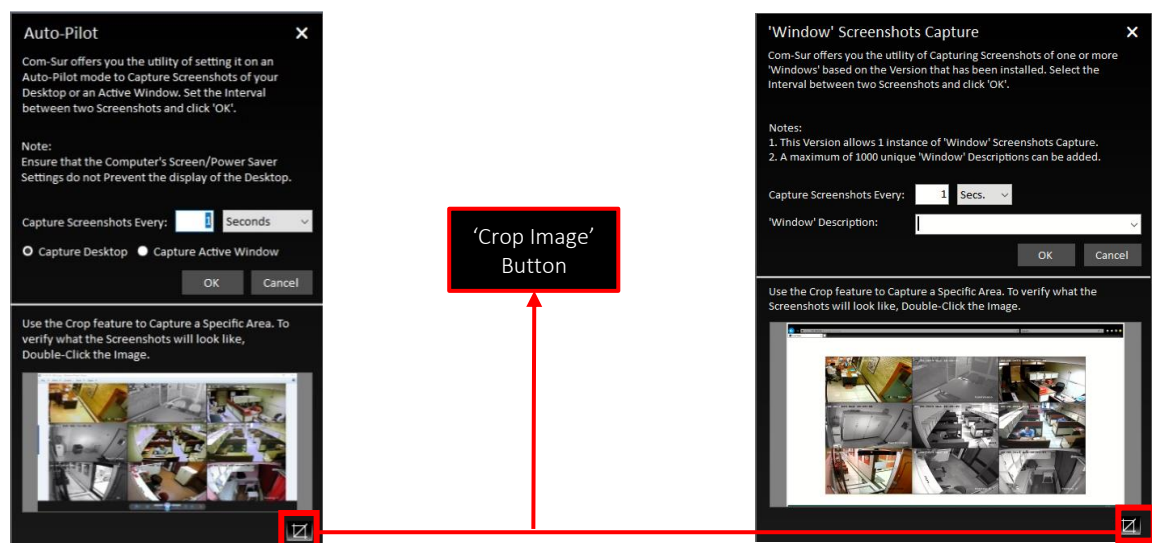 Auto-Pilot
Com-Sur offers you the utility of setting it on an
Auto-Pilot mode to Capture Screenshots of your
Desktop or an Active Window. Set the Interval
between two Screenshots and click 'OK'.
Note:
Ensure that the Computer's Screen/Power Saver
Settings do not Prevent the display of the Desktop.
Capture Screenshots Every: 1 Seconds
Capture Desktop Capture Active Window
OK Cancel
Use the Crop feature to Capture a Specific Area. To
verify what the Screenshots will look like,
Double-Click the Image.
‘Crop Image’
Button
'Window' Screenshots Capture
Com-Sur offers you the utility of Capturing Screenshots of one or more
'Windows' based on the Version that has been installed. Select the
Interval between two Screenshots and click 'OK'.
Notes:
1. This Version allows 1 instance of 'Window' Screenshots Capture.
2. A maximum of 1000 unique 'Window' Descriptions can be added.
Capture Screenshots Every: 1 Secs.
'Window' Description:
OK Cancel
Use the Crop feature to Capture a Specific Area. To verify what the
Screenshots will look like, Double-Click the Image.